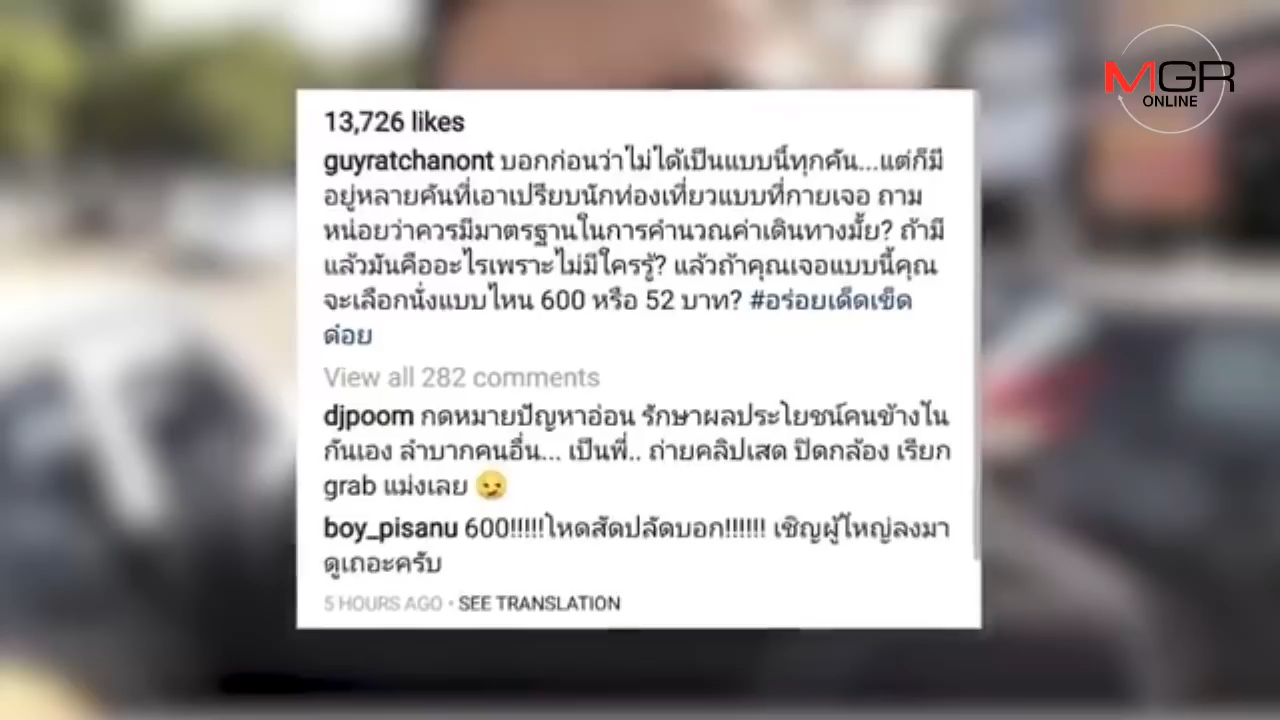 MGR
ONLINE
13,726 likes
guyratchanont บอกก่อนว่าไม่ได้เป็นแบบนี้ทุกคัน...แต่ก็มี
อยู่หลายคันที่เอาเปรียบนักท่องเที่ยวแบบที่กายเจอ ถาม
หน่อยว่าควรมีมาตรฐานในการคำนวณค่าเดินทางมั้ย? ถ้ามี
แล้วมันคืออะไรเพราะไม่มีใครรู้? แล้วถ้าคุณเจอแบบนี้คุณ
จะเลือกนั่งแบบไหน 600 หรือ 52 บาท? #อร่อยเด็ดเข็ด
ด๋อย
View all 282 comments
djpoom กดหมายปัญหาอ่อน รักษาผลประโยชน์คนข้างใน
กันเอง ลำบากคนอื่น... เป็นพี่.. ถ่ายคลิปเสด ปิดกล้อง เรียก
grab แม่งเลย 😏
boy_pisanu 600!!!!!โหดสัดปลัดบอก!!!!!! เชิญผู้ใหญ่ลงมา
ดูเถอะครับ
5 HOURS AGO • SEE TRANSLATION